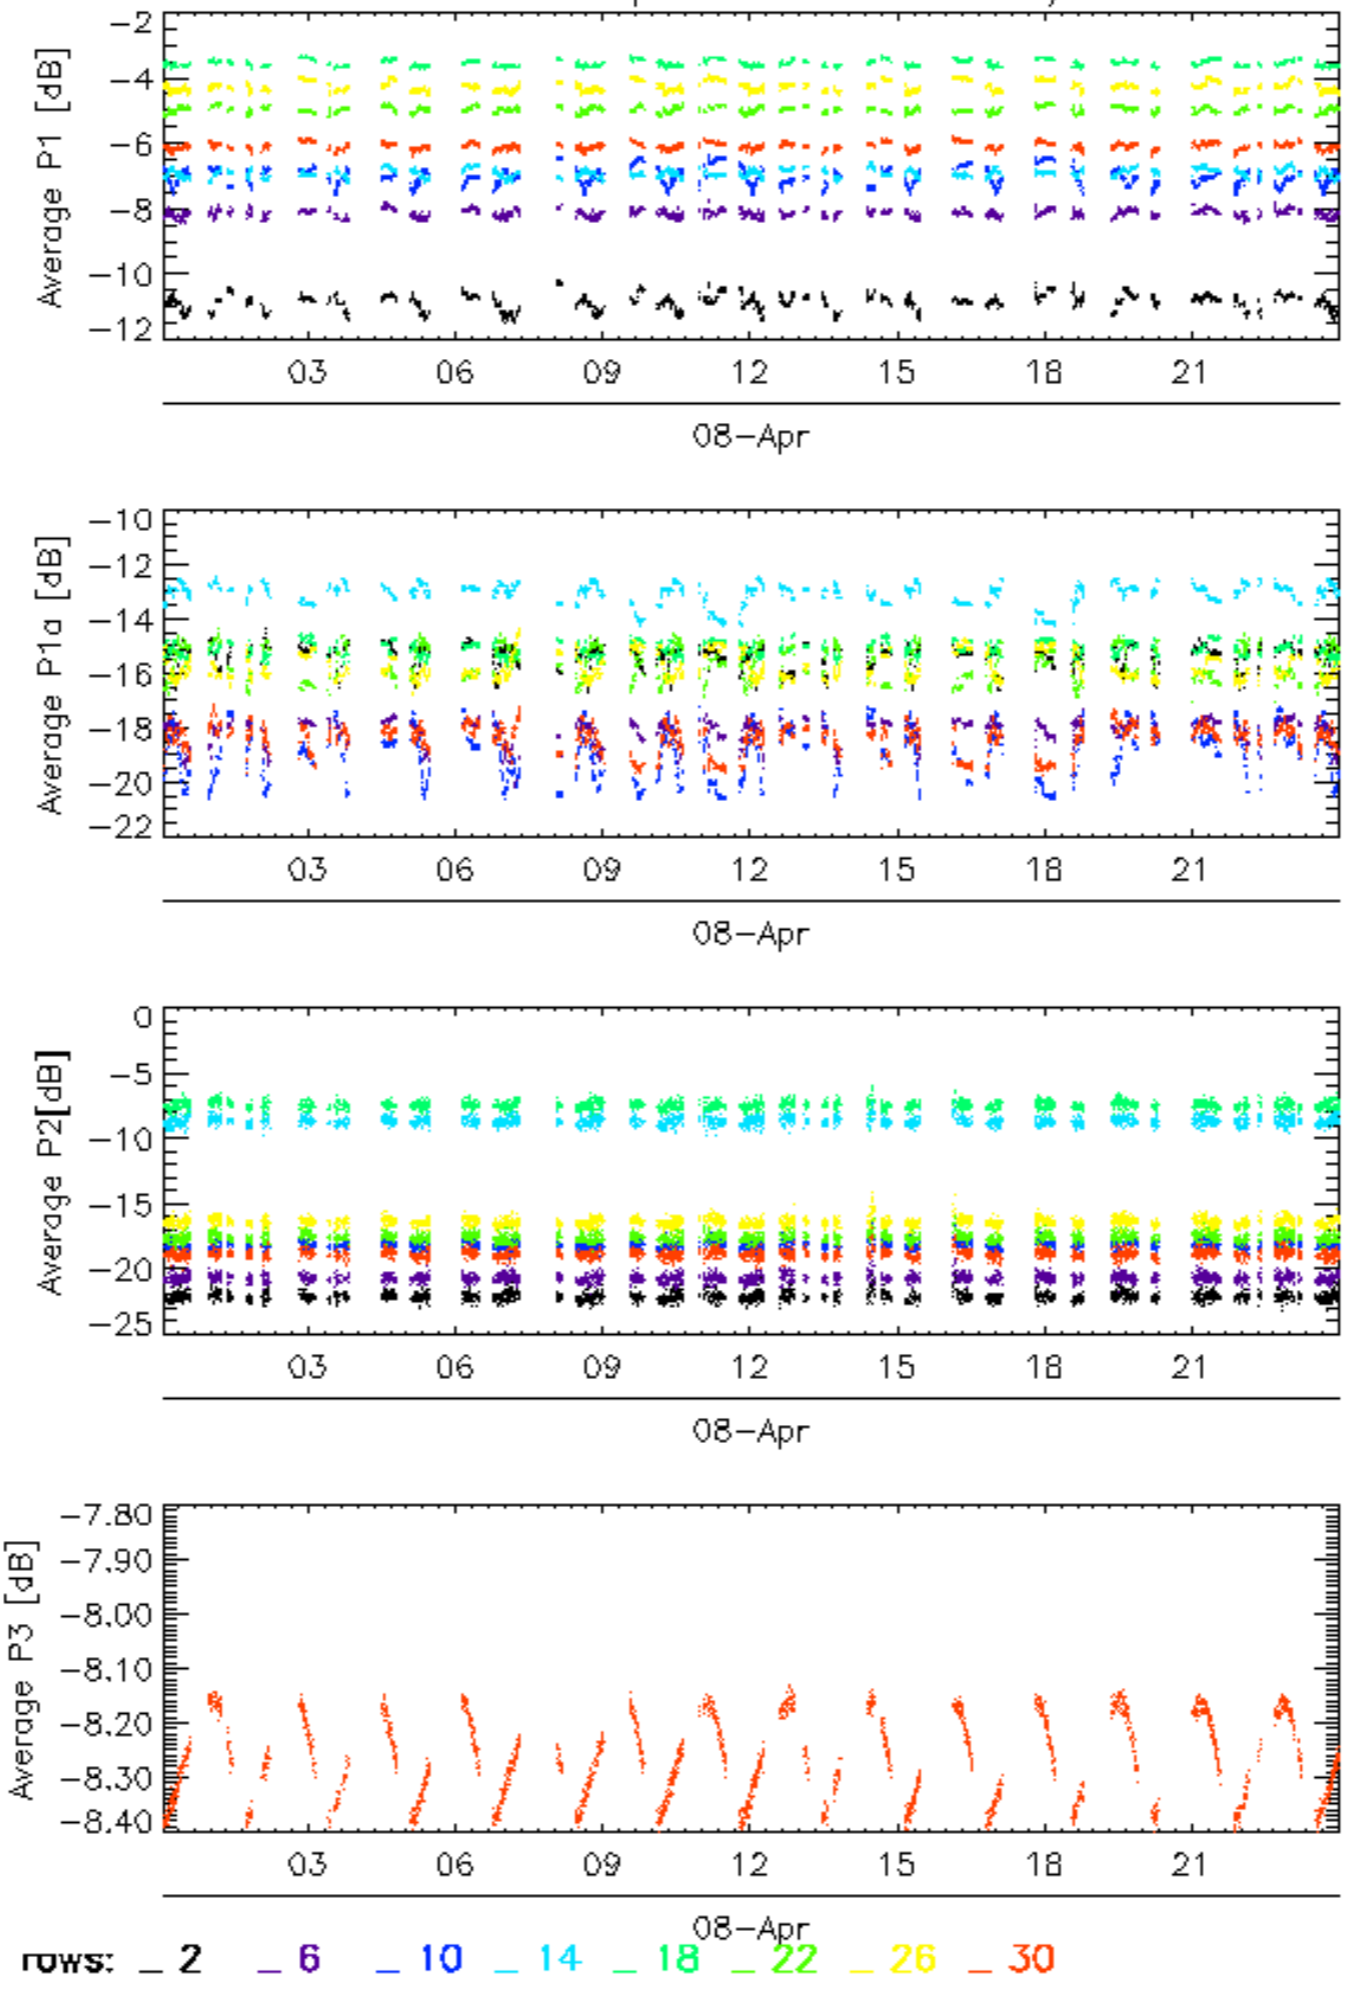 Average P1 [dB]
-2
-4
-6
-8
-10
-12
03 06 09 12 15 18 21
08-Apr
Average P1a [dB]
-10
-12
-14
-16
-18
-20
-22
03 06 09 12 15 18 21
08-Apr
Average P2[dB]
0
-5
-10
-15
-20
-25
03 06 09 12 15 18 21
08-Apr
Average P3 [dB]
-7.80
-7.90
-8.00
-8.10
-8.20
-8.30
-8.40
03 06 09 12 15 18 21
08-Apr
rows: _ 2 _ 6 _ 10 _ 14 _ 18 _ 22 _ 26 _ 30